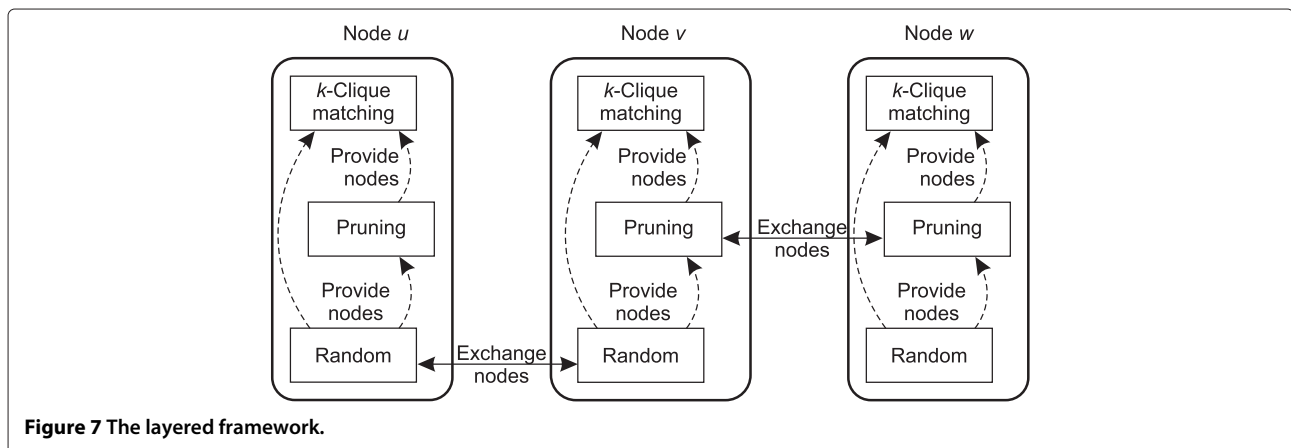 Node u
Node v
Node w
k-Clique
matching
k-Clique
matching
k-Clique
matching
Provide
nodes
Provide
nodes
Provide
nodes
Pruning
Pruning
Exchange
nodes
Pruning
Provide
nodes
Provide
nodes
Provide
nodes
Random
Exchange
nodes
Random
Random
Figure 7 The layered framework.